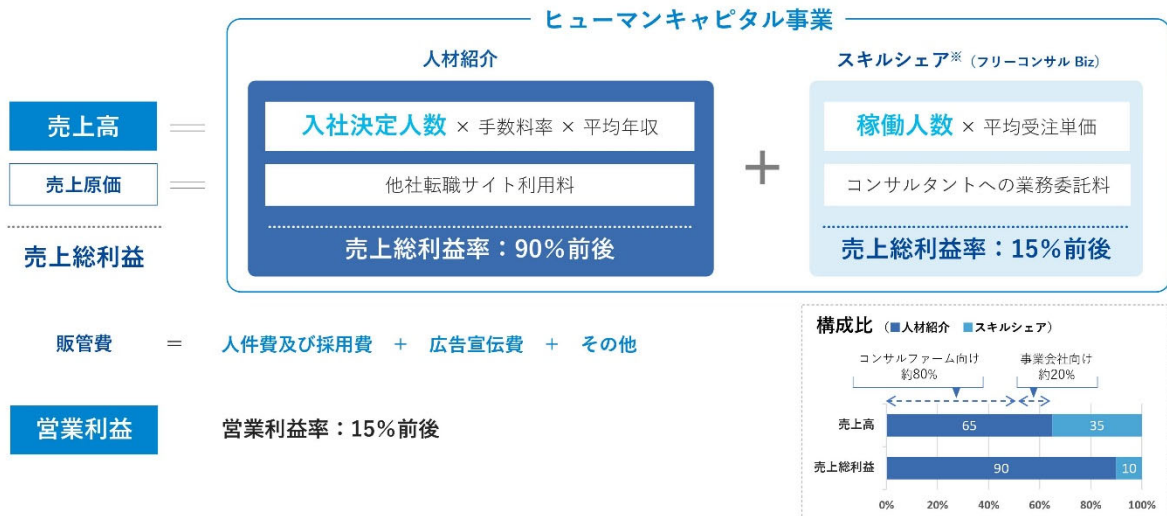 ヒューマンキャピタル事業
人材紹介
スキルシェア※（フリーコンサル Biz）
売上高
＝
入社決定人数 × 手数料率 × 平均年収
＋
稼働人数 × 平均受注単価
売上原価
＝
他社転職サイト利用料
コンサルタントへの業務委託料
売上総利益
売上総利益率：90%前後
売上総利益率：15%前後
販管費 ＝ 人件費及び採用費 ＋ 広告宣伝費 ＋ その他
営業利益
営業利益率：15%前後
構成比（■人材紹介 ■スキルシェア）
コンサルファーム向け
約80%
事業会社向け
約20%
売上高 65 35
売上総利益 90 10
0% 20% 40% 60% 80% 100%